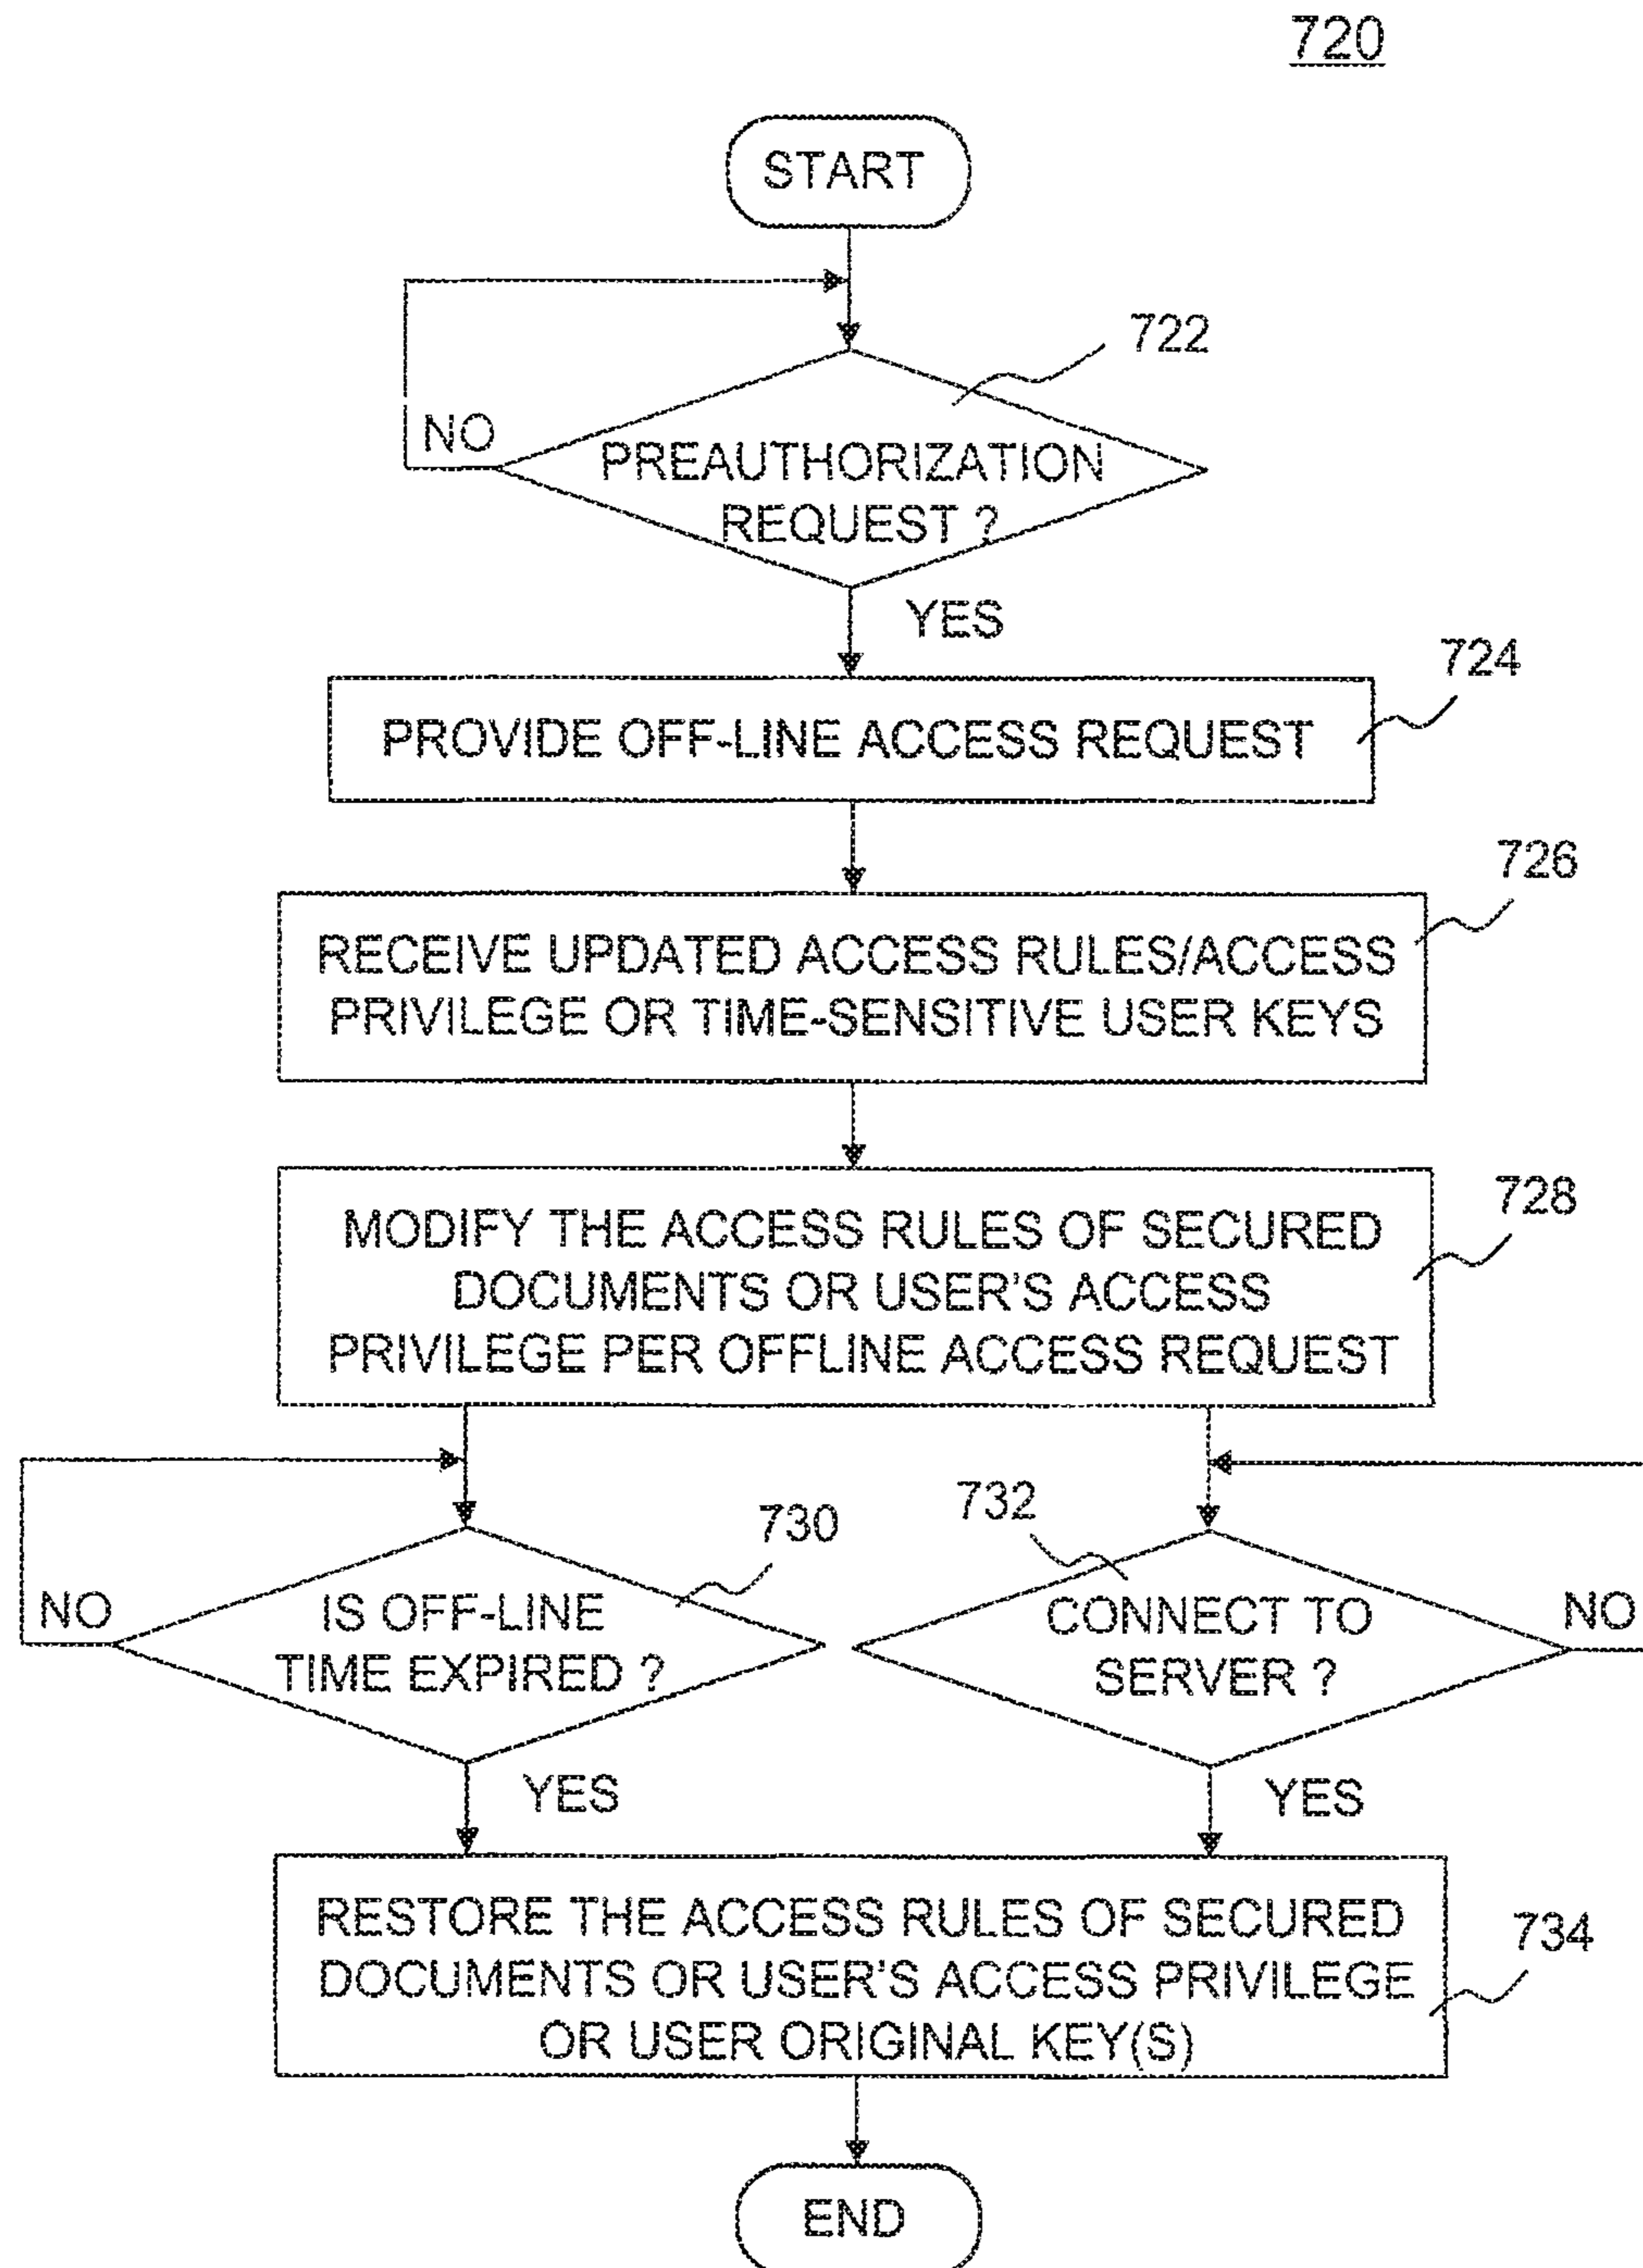 720
START
722
NO
PREAUTHORIZATION
REQUEST ?
YES
724
PROVIDE OFF-LINE ACCESS REQUEST
726
RECEIVE UPDATED ACCESS RULES/ACCESS
PRIVILEGE OR TIME-SENSITIVE USER KEYS
728
MODIFY THE ACCESS RULES OF SECURED
DOCUMENTS OR USER'S ACCESS
PRIVILEGE PER OFFLINE ACCESS REQUEST
730
NO
IS OFF-LINE
TIME EXPIRED ?
YES
732
CONNECT TO
SERVER ?
NO
YES
RESTORE THE ACCESS RULES OF SECURED
DOCUMENTS OR USER'S ACCESS PRIVILEGE
OR USER ORIGINAL KEY(S)
734
END